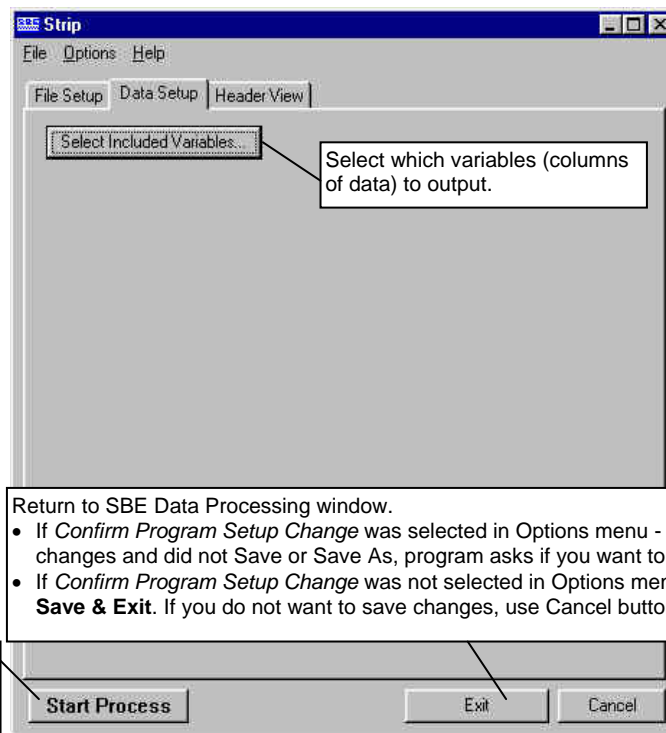 SBE Strip
File Options Help
File Setup Data Setup Header View
Select Included Variables...
Select which variables (columns
of data) to output.
Return to SBE Data Processing window.
• If Confirm Program Setup Change was selected in Options menu -
changes and did not Save or Save As, program asks if you want to
• If Confirm Program Setup Change was not selected in Options
Save & Exit. If you do not want to save changes, use Cancel
Start Process Exit Cancel